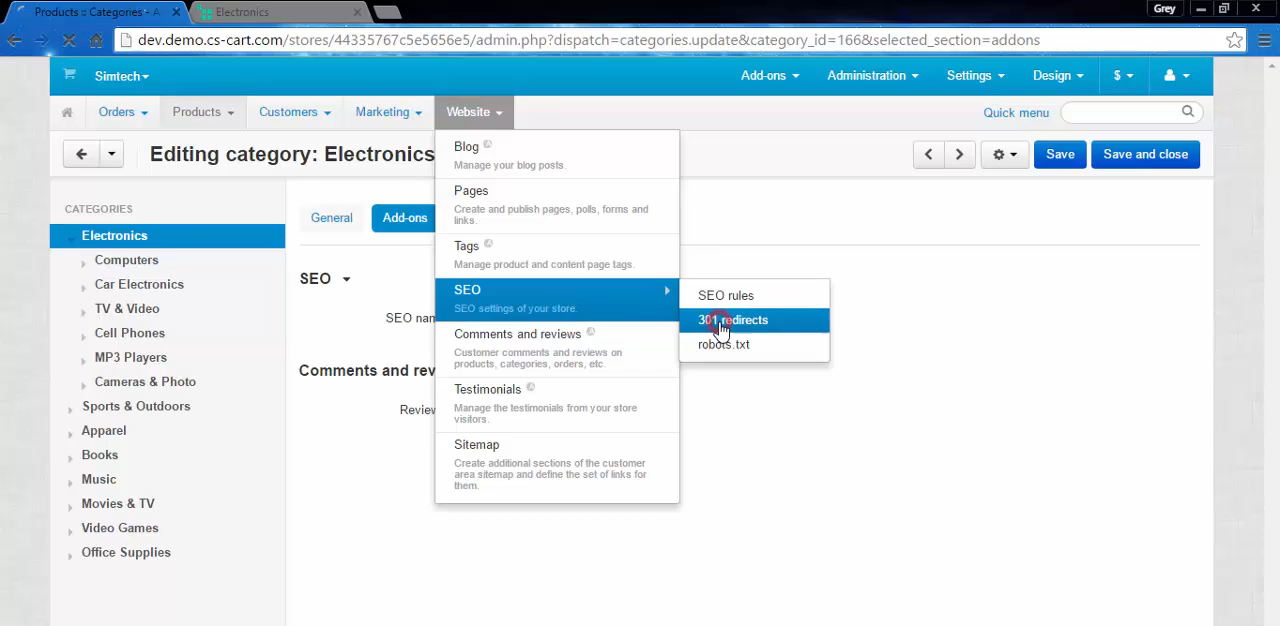 Products :: Categories - A
Electronics
Grey
dev.demo.cs-cart.com/stores/44335767c5e5656e5/admin.php?dispatch=categories.update&category_id=166&selected_section=addons
Simtech
Add-ons
Administration
Settings
Design
$
Orders
Products
Customers
Marketing
Website
Quick menu
Editing category: Electronics
Save
Save and close
CATEGORIES
Electronics
Computers
Car Electronics
TV & Video
Cell Phones
MP3 Players
Cameras & Photo
Sports & Outdoors
Apparel
Books
Music
Movies & TV
Video Games
Office Supplies
General
Add-ons
SEO
SEO nam
Comments and rev
Review
Blog
Manage your blog posts.
Pages
Create and publish pages, polls, forms and
links.
Tags
Manage product and content page tags.
SEO
SEO settings of your store.
Comments and reviews
Customer comments and reviews on
products, categories, orders, etc.
Testimonials
Manage the testimonials from your store
visitors.
Sitemap
Create additional sections of the customer
area sitemap and define the set of links for
them.
SEO rules
301 redirects
robots.txt